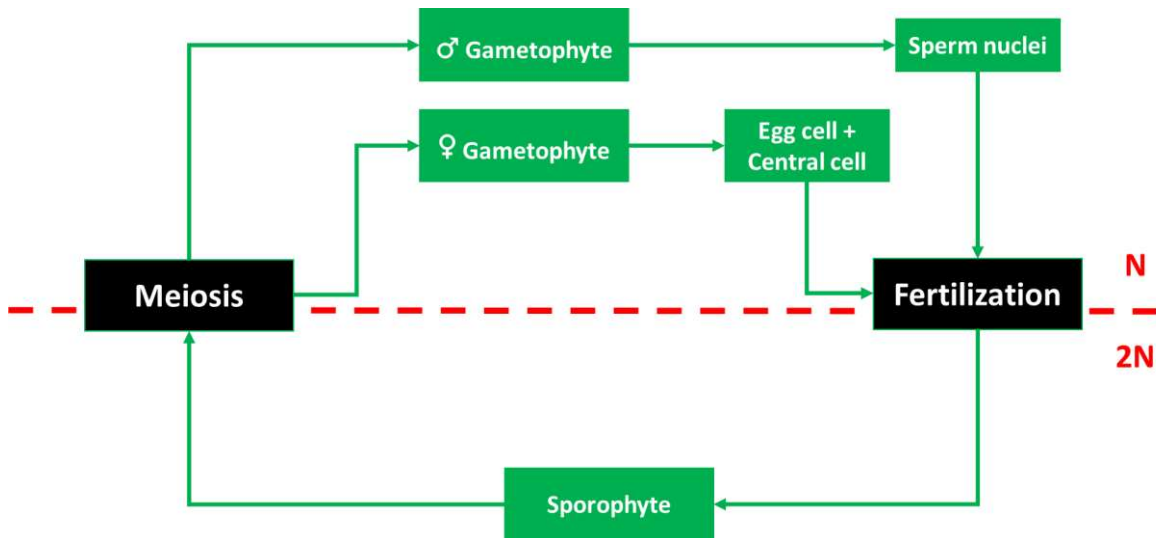 ♂ Gametophyte
Sperm nuclei
♀ Gametophyte
Egg cell +
Central cell
Meiosis
Fertilization
N
2N
Sporophyte